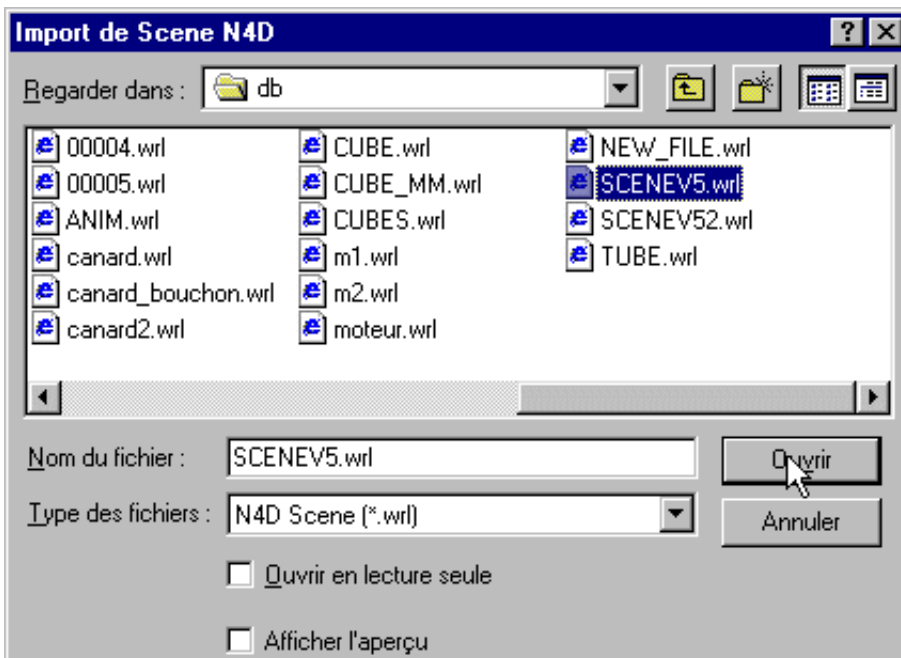 Import de Scene N4D
Regarder dans : db
00004.wrl CUBE.wrl NEW_FILE.wrl
00005.wrl CUBE_MM.wrl SCENEV5.wrl
ANIM.wrl CUBES.wrl SCENEV52.wrl
canard.wrl m1.wrl TUBE.wrl
canard_bouchon.wrl m2.wrl
canard2.wrl moteur.wrl
Nom du fichier : SCENEV5.wrl Ouvrir
Type des fichiers : N4D Scene (*.wrl) Annuler
Ouvrir en lecture seule
Afficher l'aperçu